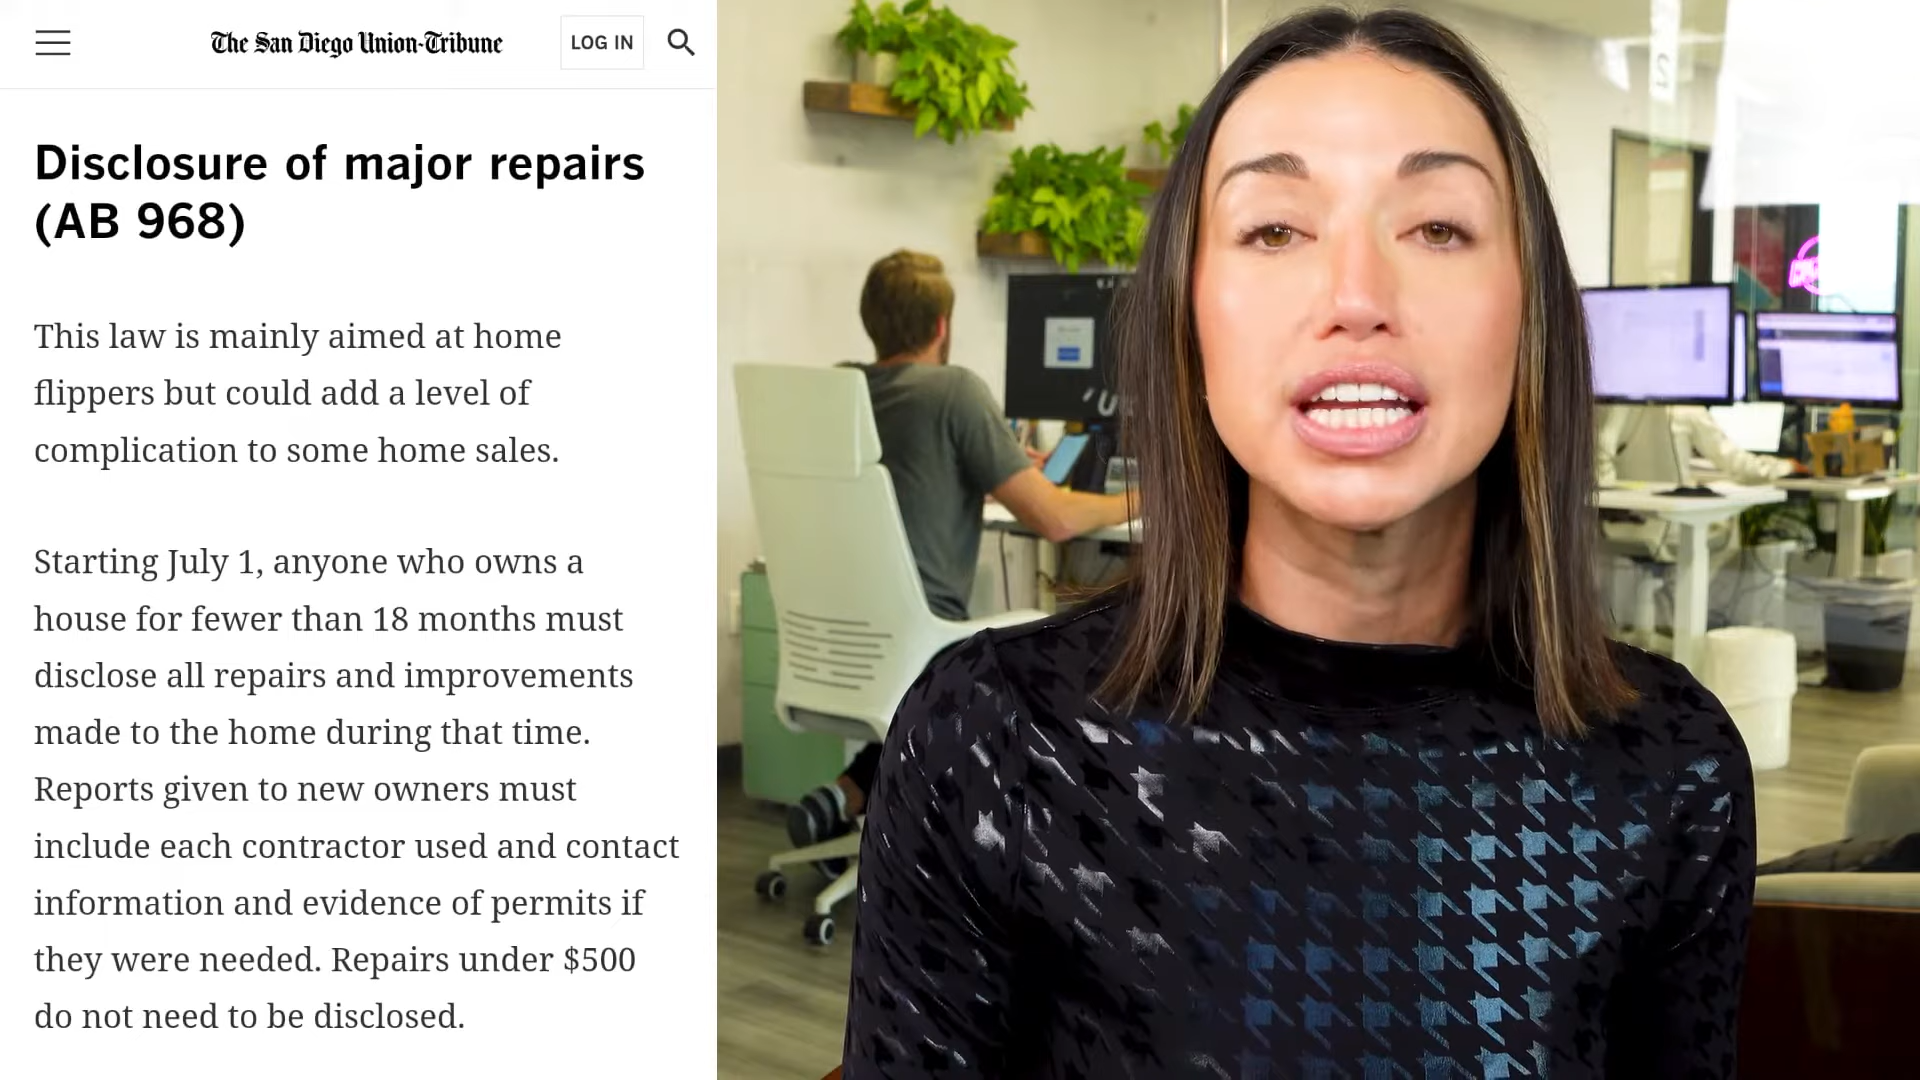 The San Diego Union-Tribune
LOG IN
Disclosure of major repairs
(AB 968)
This law is mainly aimed at home
flippers but could add a level of
complication to some home sales.
Starting July 1, anyone who owns a
house for fewer than 18 months must
disclose all repairs and improvements
made to the home during that time.
Reports given to new owners must
include each contractor used and contact
information and evidence of permits if
they were needed. Repairs under $500
do not need to be disclosed.